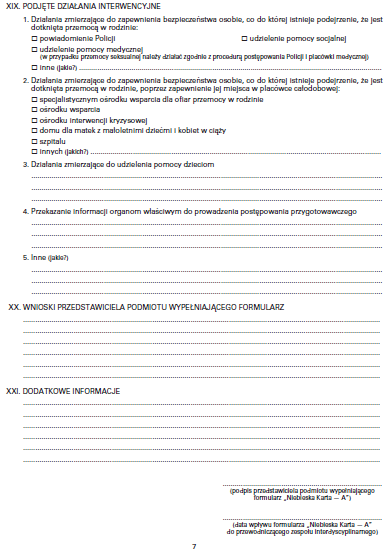 XIX. PODJĘTE DZIAŁANIA INTERWENCYJNE
1. Działania zmierzające do zapewnienia bezpieczeństwa osobie, co do której istnieje podejrzenie, że jest
dotknięta przemocą w rodzinie:
☐ powiadomienie Policji ☐ udzielenie pomocy socjalnej
☐ udzielenie pomocy medycznej
(w przypadku przemocy seksualnej należy działać zgodnie z procedurą postępowania Policji i placówki medycznej)
☐ inne (jakie?)
2. Działania zmierzające do zapewnienia bezpieczeństwa osobie, co do której istnieje podejrzenie, że jest
dotknięta przemocą w rodzinie, poprzez zapewnienie jej miejsca w placówce całodobowej:
☐ specjalistycznym ośrodku wsparcia dla ofiar przemocy w rodzinie
☐ ośrodku wsparcia
☐ ośrodku interwencji kryzysowej
☐ domu dla matek z małoletnimi dziećmi i kobiet w ciąży
☐ szpitalu
☐ innych (jakich?)
3. Działania zmierzające do udzielenia pomocy dzieciom
4. Przekazanie informacji organom właściwym do prowadzenia postępowania przygotowawczego
5. Inne (jakie?)
XX. WNIOSKI PRZEDSTAWICIELA PODMIOTU WYPEŁNIAJĄCEGO FORMULARZ
XXI. DODATKOWE INFORMACJE
(podpis przedstawiciela podmiotu wypełniającego
formularz „Niebieska Karta — A”)
(data wpływu formularza „Niebieska Karta — A”
do przewodniczącego zespołu interdyscyplinarnego)
7